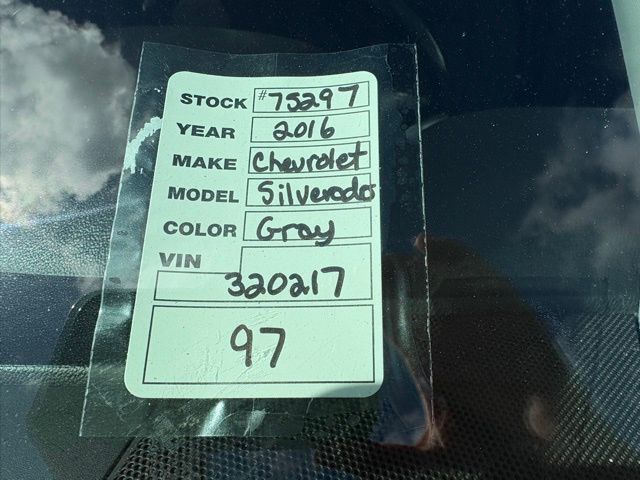 STOCK #75297
YEAR 2016
MAKE Chevrolet
MODEL Silverado
COLOR Gray
VIN
320217
97